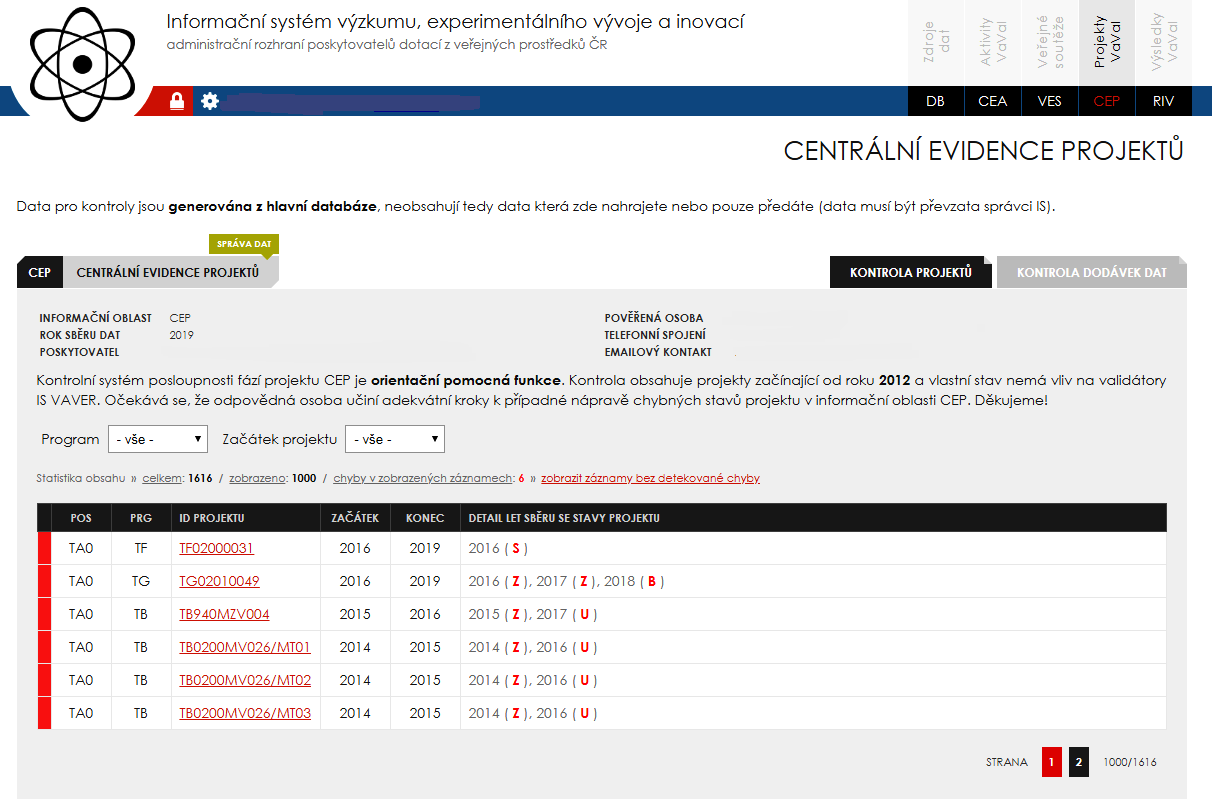 Informační systém výzkumu, experimentálního vývoje a inovací
administrační rozhraní poskytovatelů dotací z veřejných prostředků ČR
Zdroje dat
Aktivity VaVaI
Veřejné soutěže
Projekty VaVaI
Výsledky VaVaI
DB CEA VES CEP RIV
CENTRÁLNÍ EVIDENCE PROJEKTŮ
Data pro kontroly jsou generována z hlavní databáze, neobsahují tedy data která zde nahrajete nebo pouze předáte (data musí být převzata správci IS).
SPRÁVA DAT
CEP CENTRÁLNÍ EVIDENCE PROJEKTŮ KONTROLA PROJEKTŮ KONTROLA DODÁVEK DAT
INFORMAČNÍ OBLAST CEP POVĚŘENÁ OSOBA
ROK SBĚRU DAT 2019 TELEFONNÍ SPOJENÍ
POSKYTOVATEL EMAILOVÝ KONTAKT
Kontrolní systém posloupnosti fází projektu CEP je orientační pomocná funkce. Kontrola obsahuje projekty začínající od roku 2012 a vlastní stav nemá vliv na validátory
IS VAVER. Očekává se, že odpovědná osoba učiní adekvátní kroky k případné nápravě chybných stavů projektu v informační oblasti CEP. Děkujeme!
Program - vše - Začátek projektu - vše -
Statistika obsahu » celkem: 1616 / zobrazeno: 1000 / chyby v zobrazených záznamech: 6 » zobrazit záznamy bez detekované chyby
POS PRG ID PROJEKTU ZAČÁTEK KONEC DETAIL LET SBĚRU SE STAVY PROJEKTU
TA0 TF TF02000031 2016 2019 2016 ( S )
TA0 TG TG02010049 2016 2019 2016 ( Z ), 2017 ( Z ), 2018 ( B )
TA0 TB TB940MZV004 2015 2016 2015 ( Z ), 2017 ( U )
TA0 TB TB0200MV026/MT01 2014 2015 2014 ( Z ), 2016 ( U )
TA0 TB TB0200MV026/MT02 2014 2015 2014 ( Z ), 2016 ( U )
TA0 TB TB0200MV026/MT03 2014 2015 2014 ( Z ), 2016 ( U )
STRANA 1 2 1000/1616